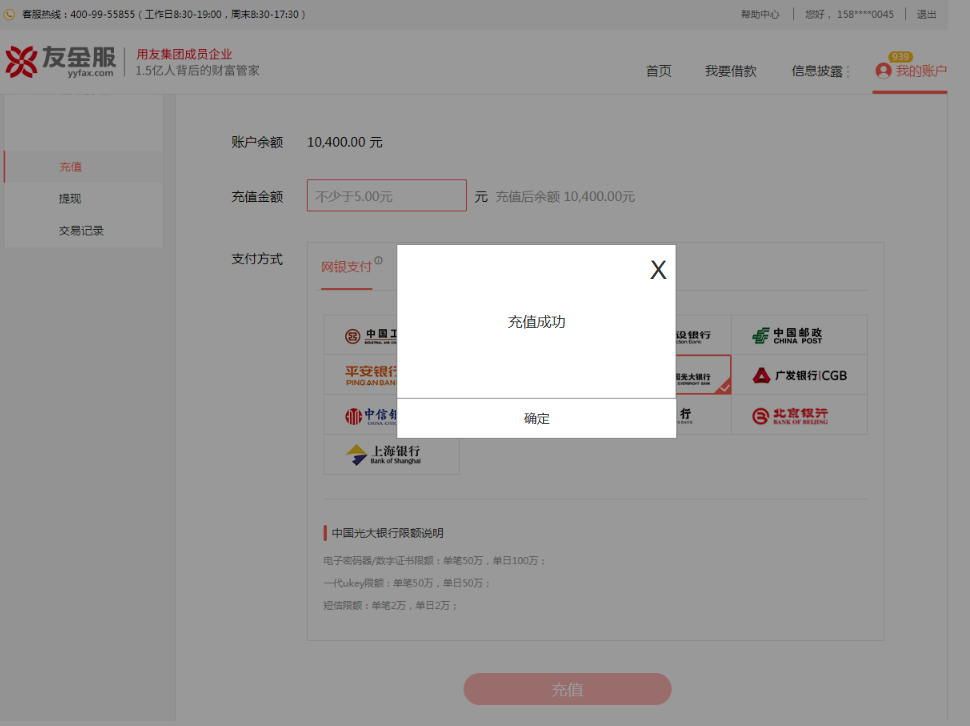 客服热线：400-99-55855（工作日8:30-19:00，周末8:30-17:30）
帮助中心 | 您好， 158****0045 | 退出
友金服
yyfax.com
用友集团成员企业
1.5亿人背后的财富管家
首页
我要借款
信息披露
939
我的账户
充值
提现
交易记录
账户余额 10,400.00 元
充值金额 不少于5.00元 元 充值后余额 10,400.00元
支付方式
网银支付
X
充值成功
确定
中国工
设银行
中国邮政
CHINA POST
平安银行
PING AN BAN
国光大银行
广发银行|CGB
中信银
行
北京银行
BANK OF BEIJING
上海银行
Bank of Shanghai
中国光大银行限额说明
电子密码器/数字证书限额：单笔50万，单日100万；
一代ukey限额：单笔50万，单日50万；
短信限额：单笔2万，单日2万；
充值